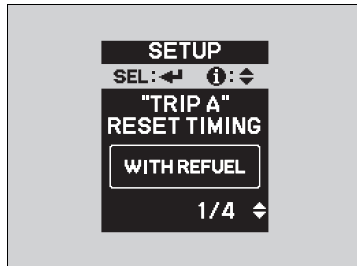 SETUP
SEL:↵ ℹ:♦
"TRIP A"
RESET TIMING
WITH REFUEL
1/4